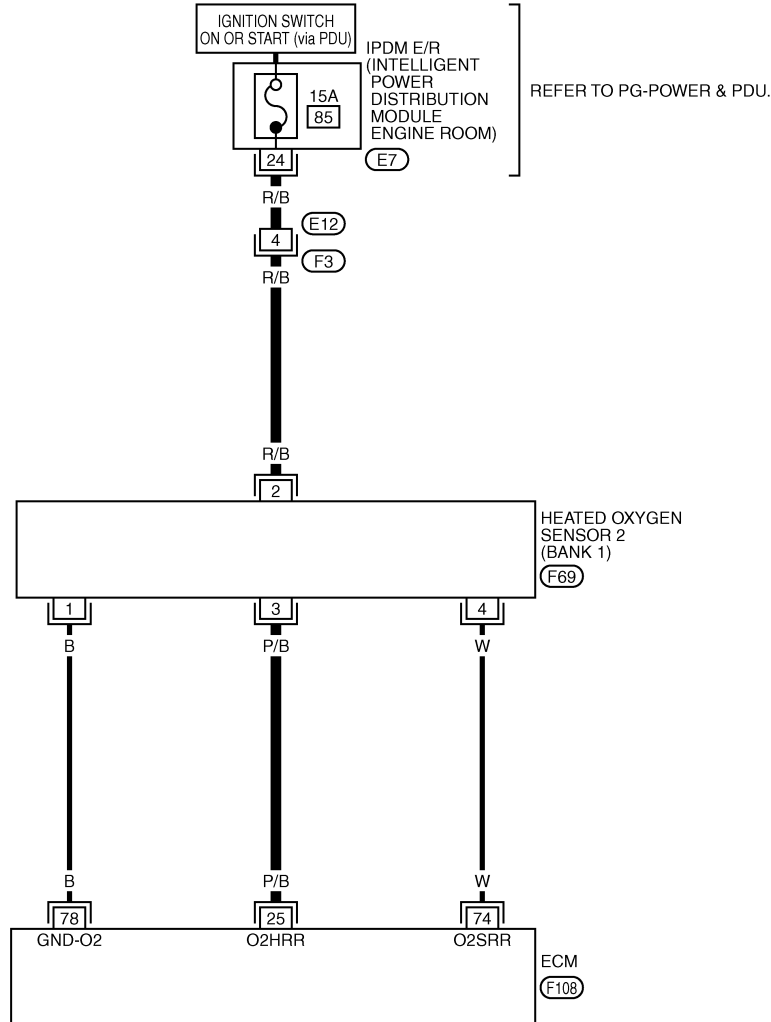 IGNITION SWITCH
ON OR START (via PDU)
IPDM E/R
(INTELLIGENT
POWER
DISTRIBUTION
MODULE
ENGINE ROOM)
REFER TO PG-POWER & PDU.
15A
85
24
E7
R/B
E12
4
F3
R/B
R/B
2
HEATED OXYGEN
SENSOR 2
(BANK 1)
F69
1
3
4
B
P/B
W
B
P/B
W
78
25
74
GND-O2
O2HRR
O2SRR
ECM
F108